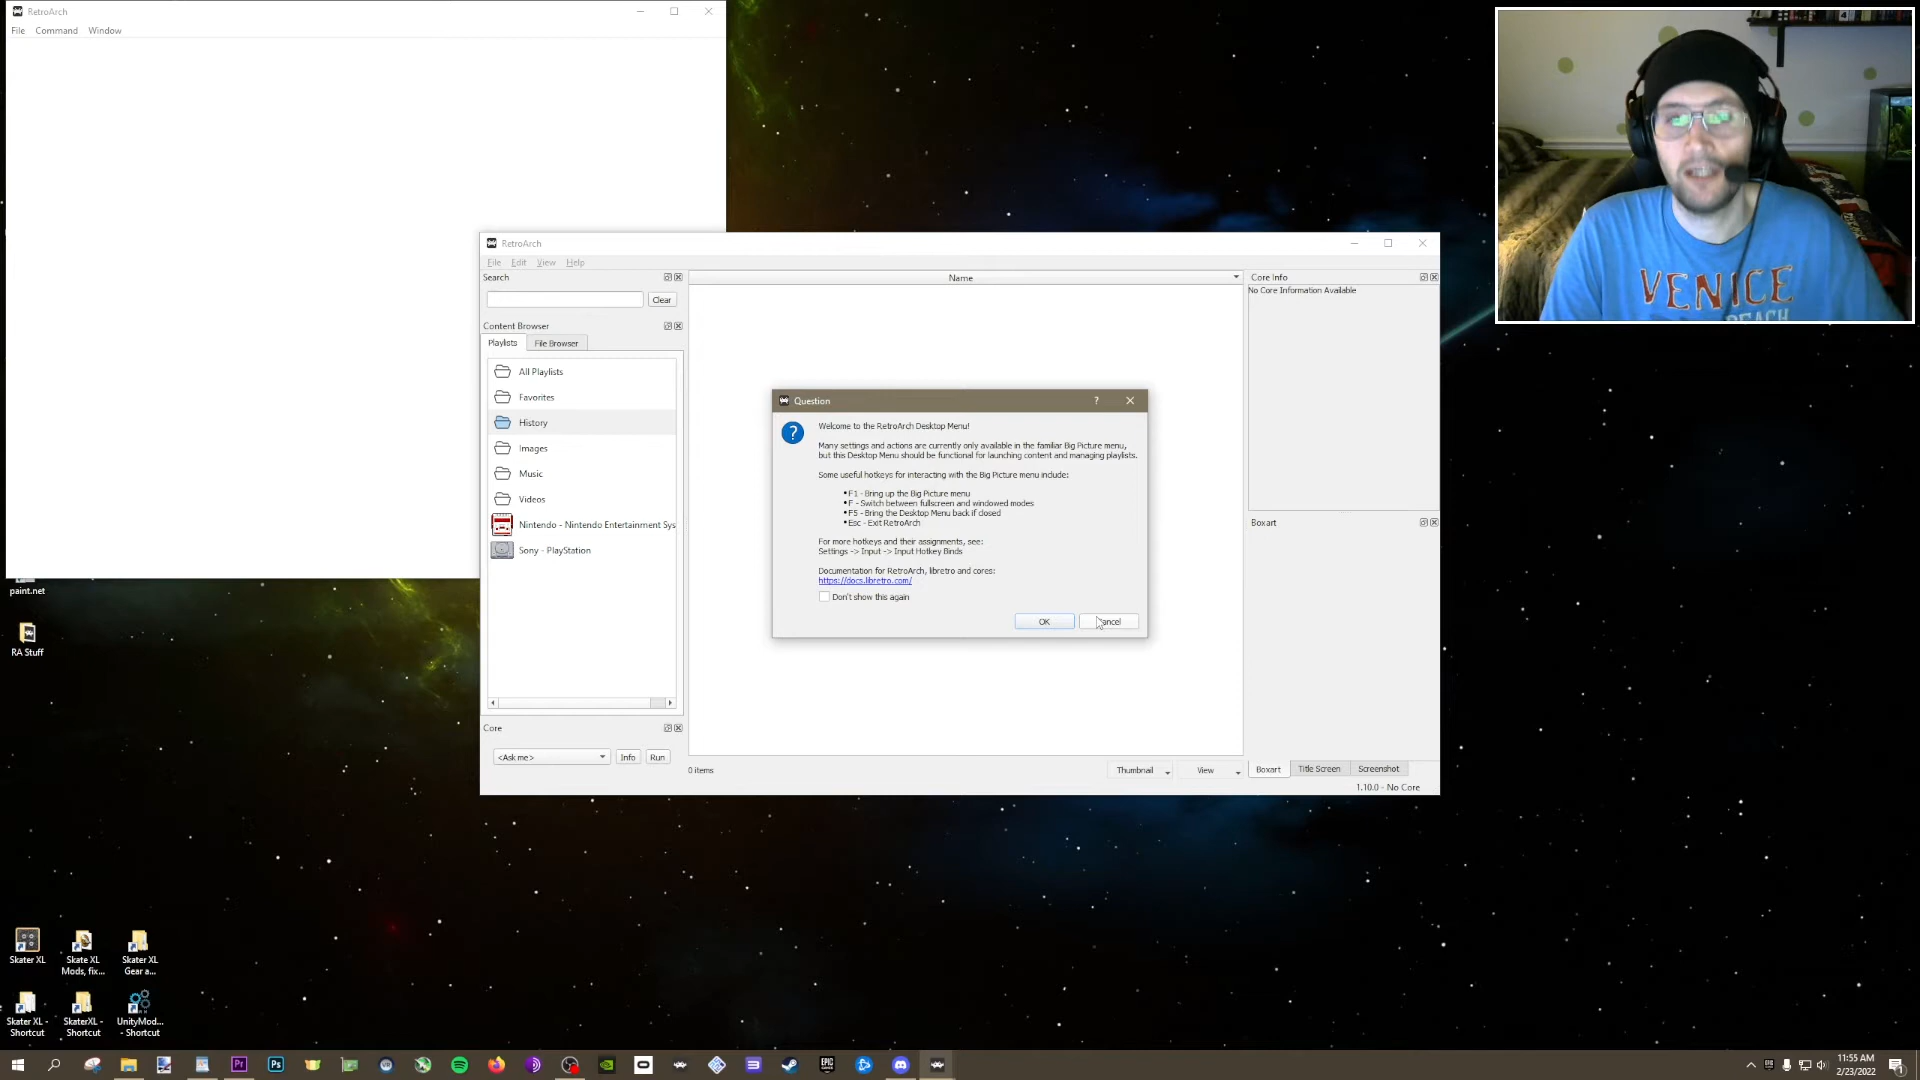 RetroArch
File Command Window
RetroArch
File Edit View Help
Search
Clear
Content Browser
Playlists File Browser
All Playlists
Favorites
History
Images
Music
Videos
Nintendo - Nintendo Entertainment Sys
Sony - PlayStation
Core
<Ask me> Info Run
Name
0 items
Thumbnail View
Core Info
No Core Information Available
Boxart
Boxart Title Screen Screenshot
1.10.0 - No Core
Question
Welcome to the RetroArch Desktop Menu!
Many settings and actions are currently only available in the familiar Big Picture menu,
but this Desktop Menu should be functional for launching content and managing playlists.
Some useful hotkeys for interacting with the Big Picture menu include:
•F1 - Bring up the Big Picture menu
•F - Switch between fullscreen and windowed modes
•F5 - Bring the Desktop Menu back if closed
•Esc - Exit RetroArch
For more hotkeys and their assignments, see:
Settings -> Input -> Input Hotkey Binds
Documentation for RetroArch, libretro and cores:
https://docs.libretro.com/
Don't show this again
OK Cancel
VENICE
BEACH
paint.net
RA Stuff
Skater XL
Skate XL
Mods, fix...
Skater XL
Gear a...
Skater XL -
Shortcut
SkaterXL -
Shortcut
UnityMod...
- Shortcut
Pr
Ps
EPIC
11:55 AM
2/23/2022